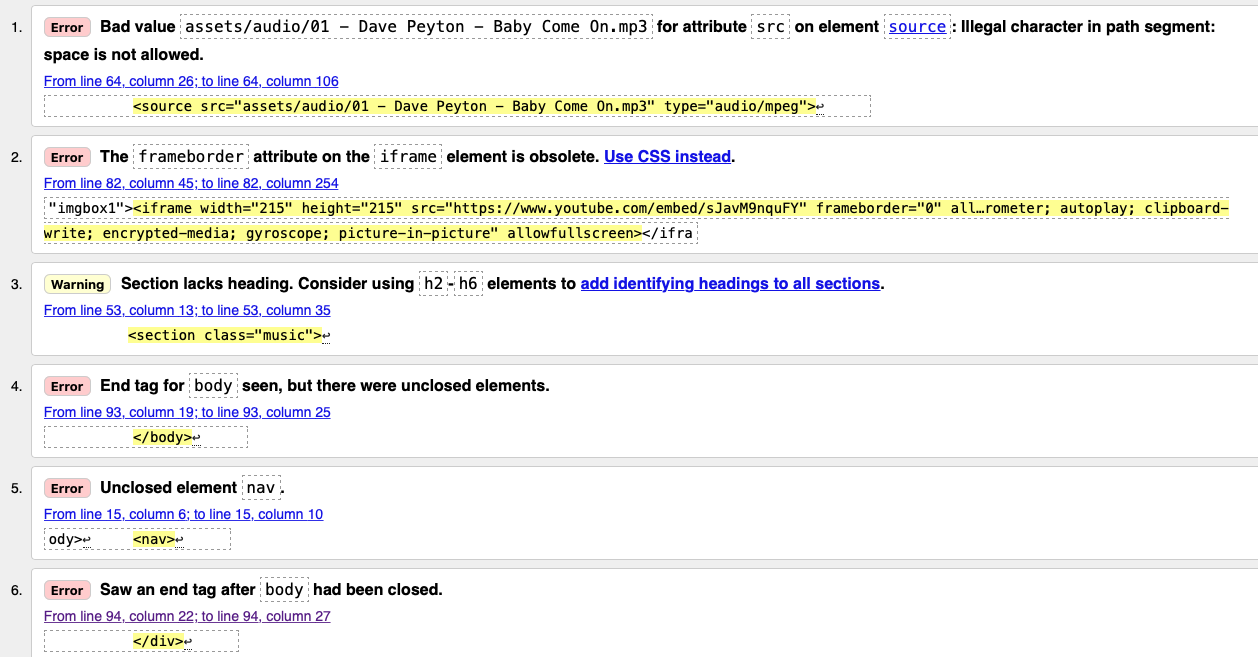 1. Error Bad value assets/audio/01 – Dave Peyton – Baby Come On.mp3 for attribute src on element source: Illegal character in path segment:
space is not allowed.
From line 64, column 26; to line 64, column 106
<source src="assets/audio/01 – Dave Peyton – Baby Come On.mp3" type="audio/mpeg">↩
2. Error The frameborder attribute on the iframe element is obsolete. Use CSS instead.
From line 82, column 45; to line 82, column 254
"imgbox1"><iframe width="215" height="215" src="https://www.youtube.com/embed/sJavM9nquFY" frameborder="0" all…rometer; autoplay; clipboard-
write; encrypted-media; gyroscope; picture-in-picture" allowfullscreen></ifra
3. Warning Section lacks heading. Consider using h2-h6 elements to add identifying headings to all sections.
From line 53, column 13; to line 53, column 35
<section class="music">↩
4. Error End tag for body seen, but there were unclosed elements.
From line 93, column 19; to line 93, column 25
</body>↩
5. Error Unclosed element nav.
From line 15, column 6; to line 15, column 10
ody>↩ <nav>↩
6. Error Saw an end tag after body had been closed.
From line 94, column 22; to line 94, column 27
</div>↩